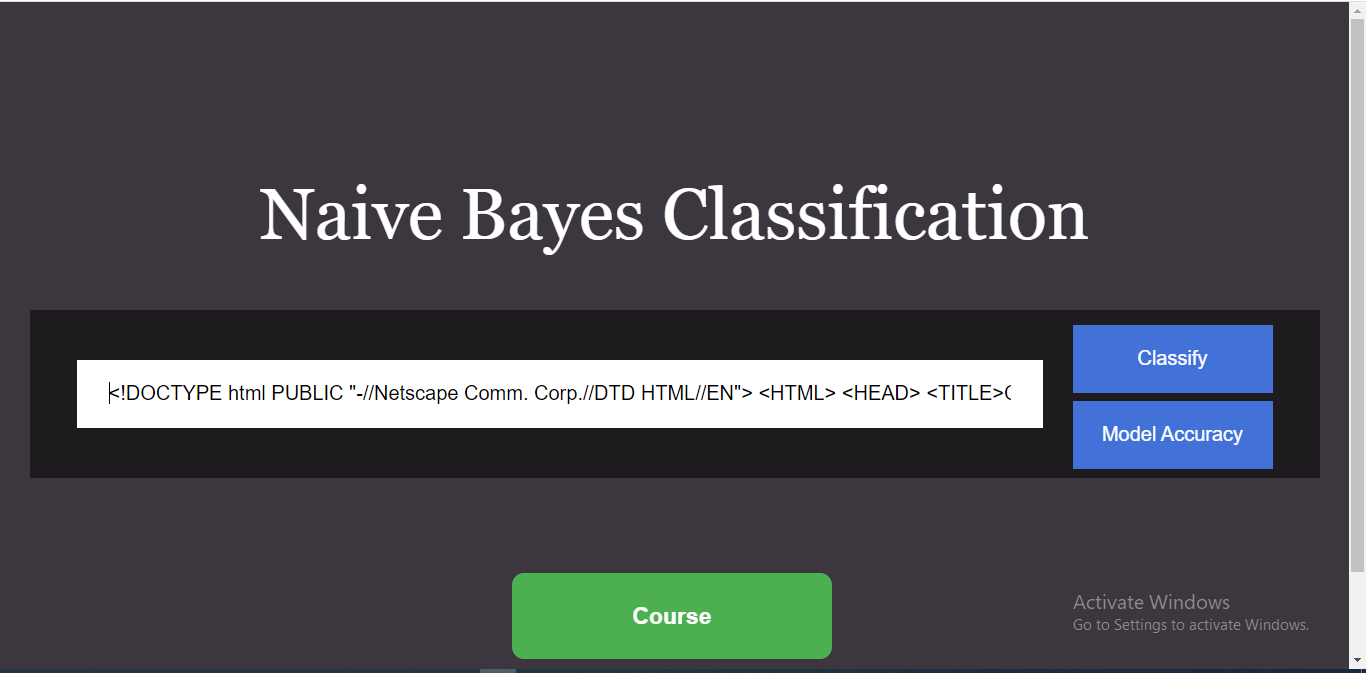 Naive Bayes Classification
Classify
<!DOCTYPE html PUBLIC "-//Netscape Comm. Corp.//DTD HTML//EN"> <HTML> <HEAD> <TITLE>
Model Accuracy
Course
Activate Windows
Go to Settings to activate Windows.